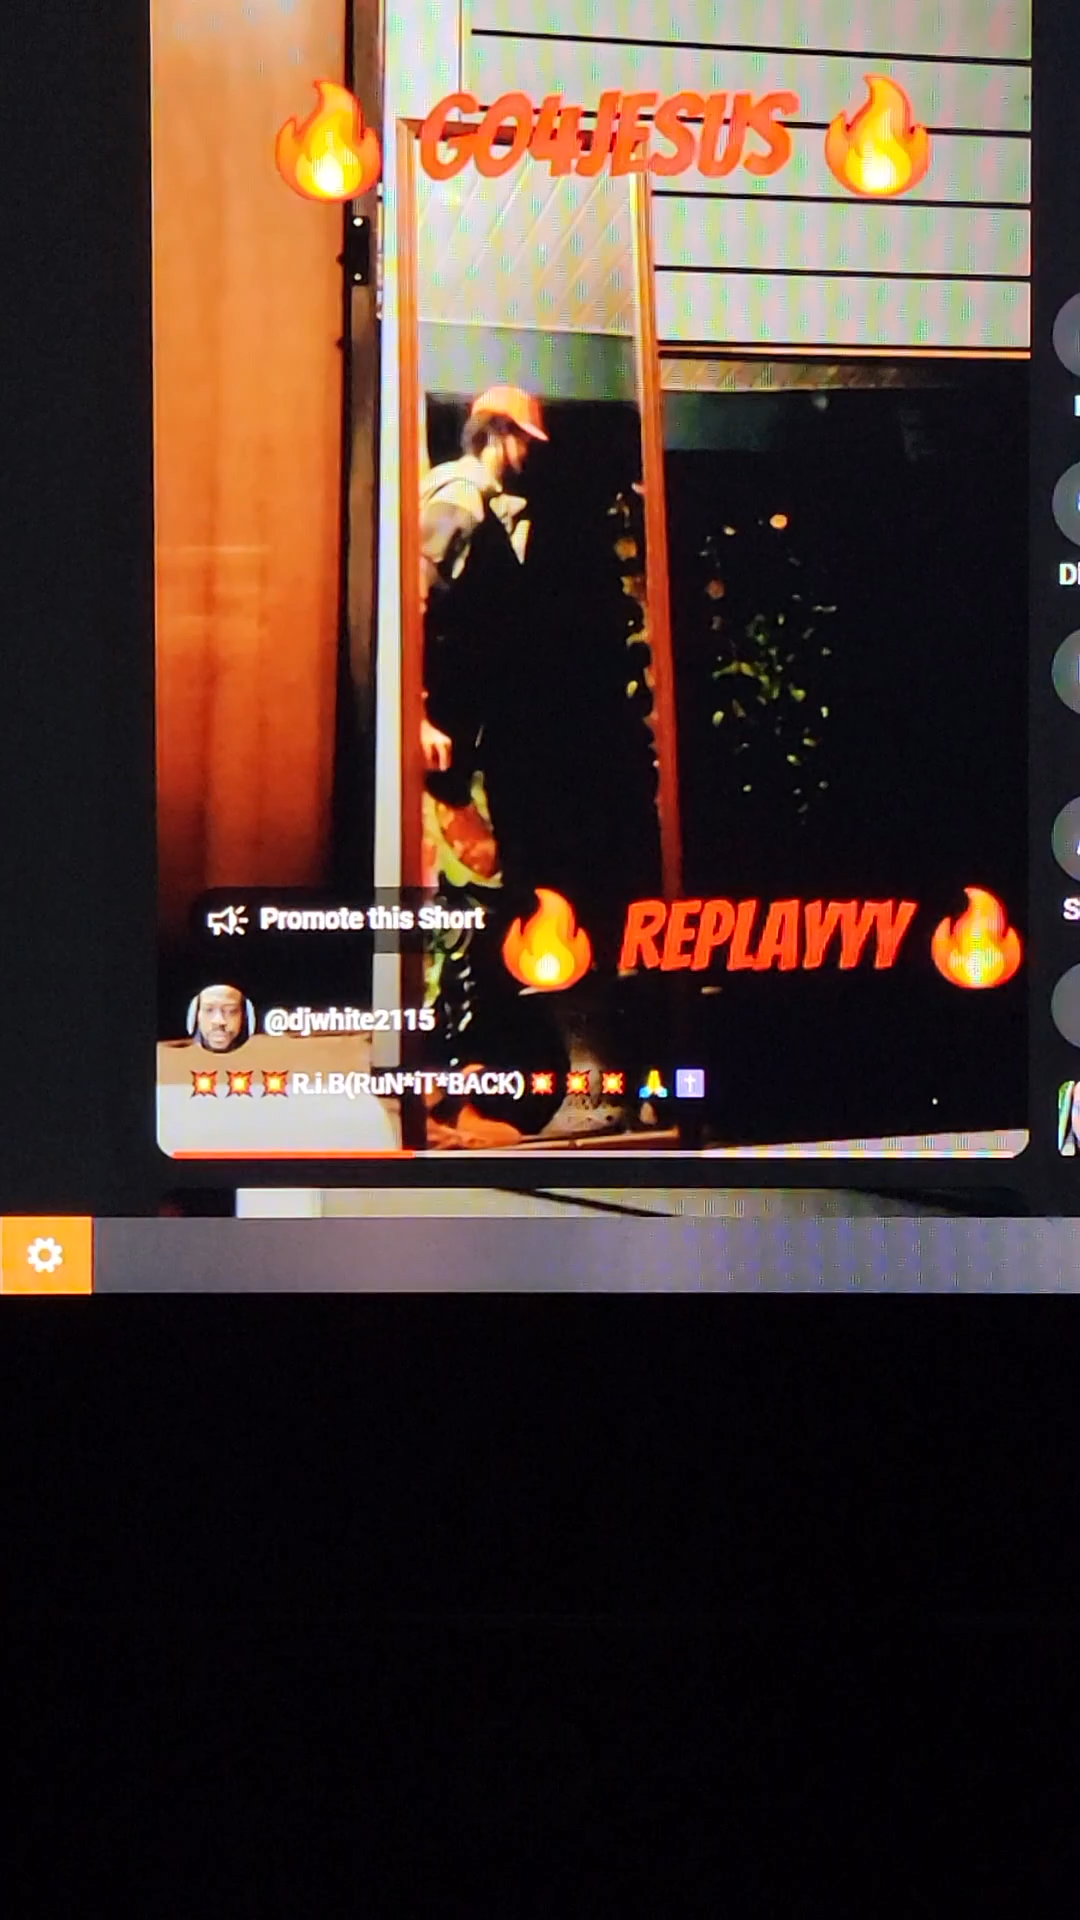 🔥 GO4JESUS 🔥
Promote this Short
🔥 REPLAYYY 🔥
@djwhite2115
💥💥💥R.i.B(RuN*iT*BACK)💥💥💥🙏✝️